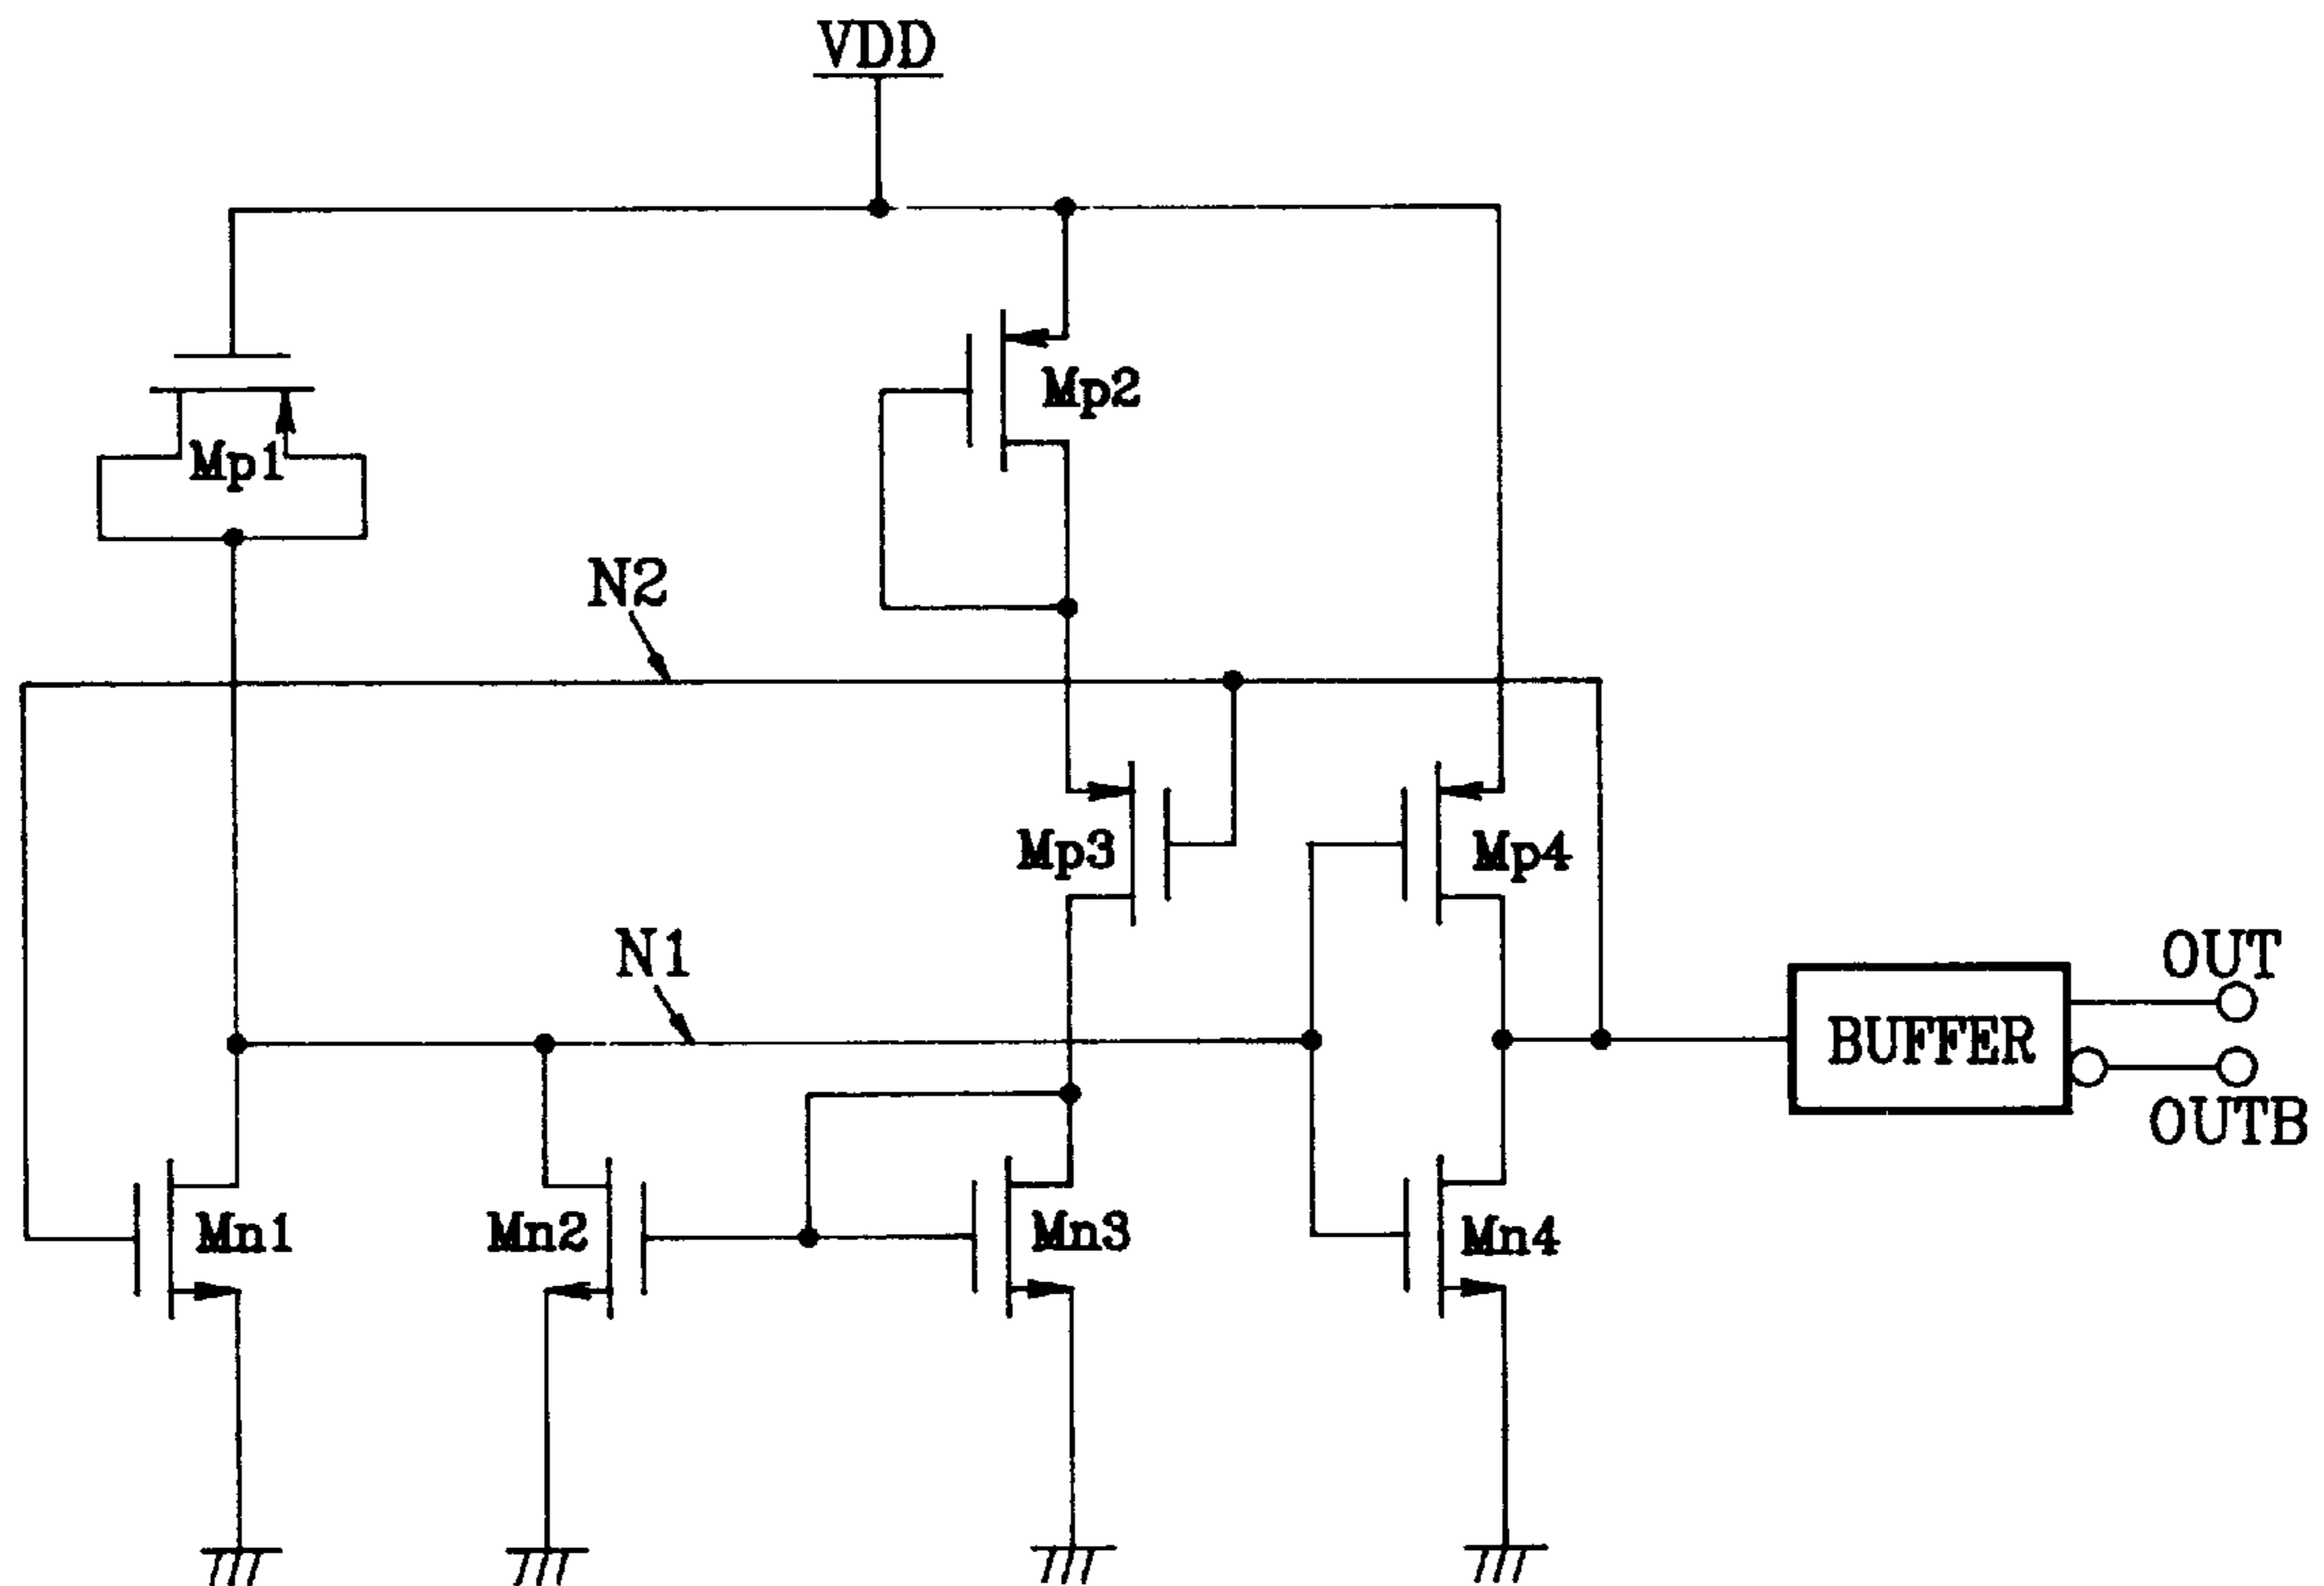 VDD
Mp2
Mp1
N2
Mp3
Mp4
N1
OUT
BUFFER
OUTB
Mn1
Mn2
Mn3
Mn4